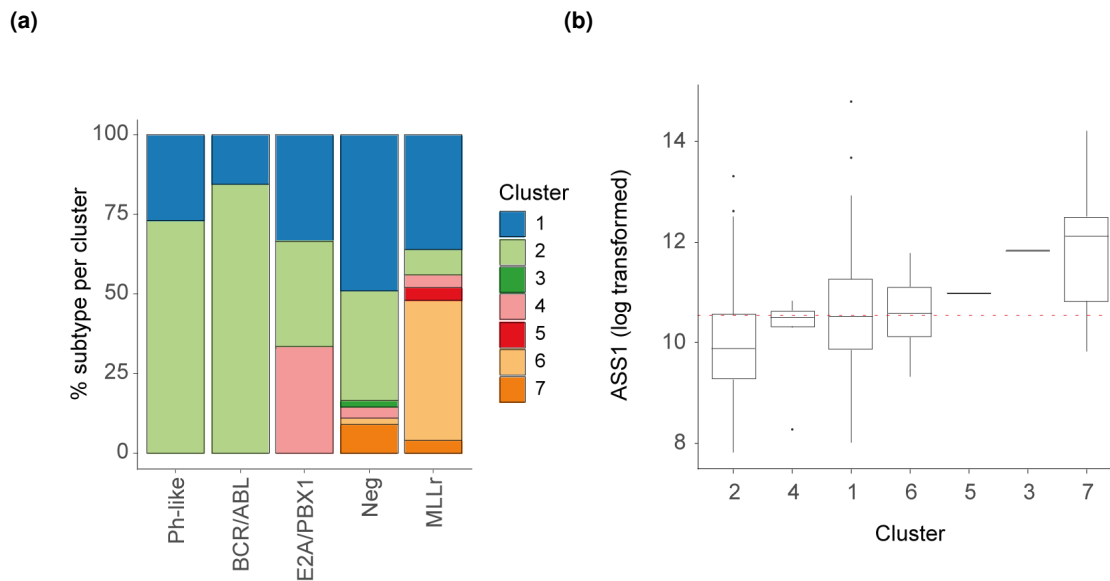 (a)
(b)
% subtype per cluster
100
75
50
25
0
Ph-like
BCR/ABL
E2A/PBX1
Neg
MLLr
Cluster
1
2
3
4
5
6
7
ASS1 (log transformed)
14
12
10
8
2 4 1 6 5 3 7
Cluster